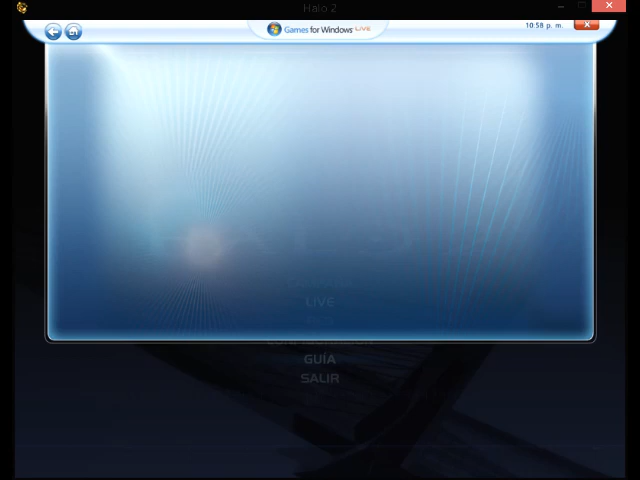 Halo 2
Games for Windows LIVE
10:58 p. m.
LIVE
GUÍA
SALIR